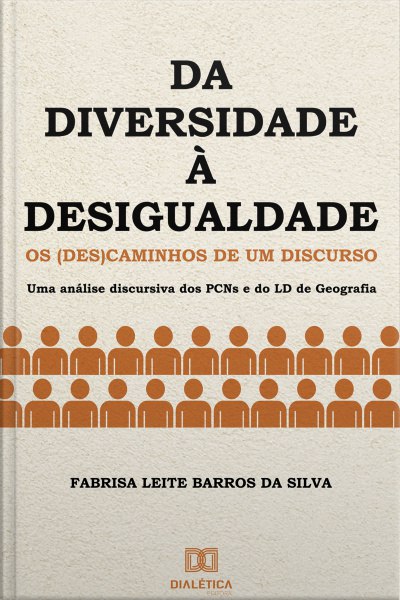 DA
DIVERSIDADE
À
DESIGUALDADE
OS (DES)CAMINHOS DE UM DISCURSO
Uma análise discursiva dos PCNs e do LD de Geografia
FABRISA LEITE BARROS DA SILVA
DIALÉTICA
EDITORA